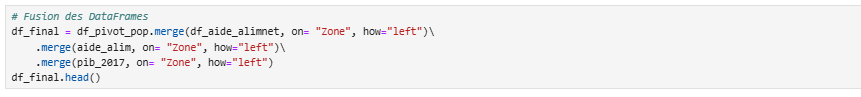 # Fusion des DataFrames
df_final = df_pivot_pop.merge(df_aide_alimnet, on= "Zone", how="left")\
    .merge(aide_alim, on= "Zone", how="left")\
    .merge(pib_2017, on= "Zone", how="left")
df_final.head()